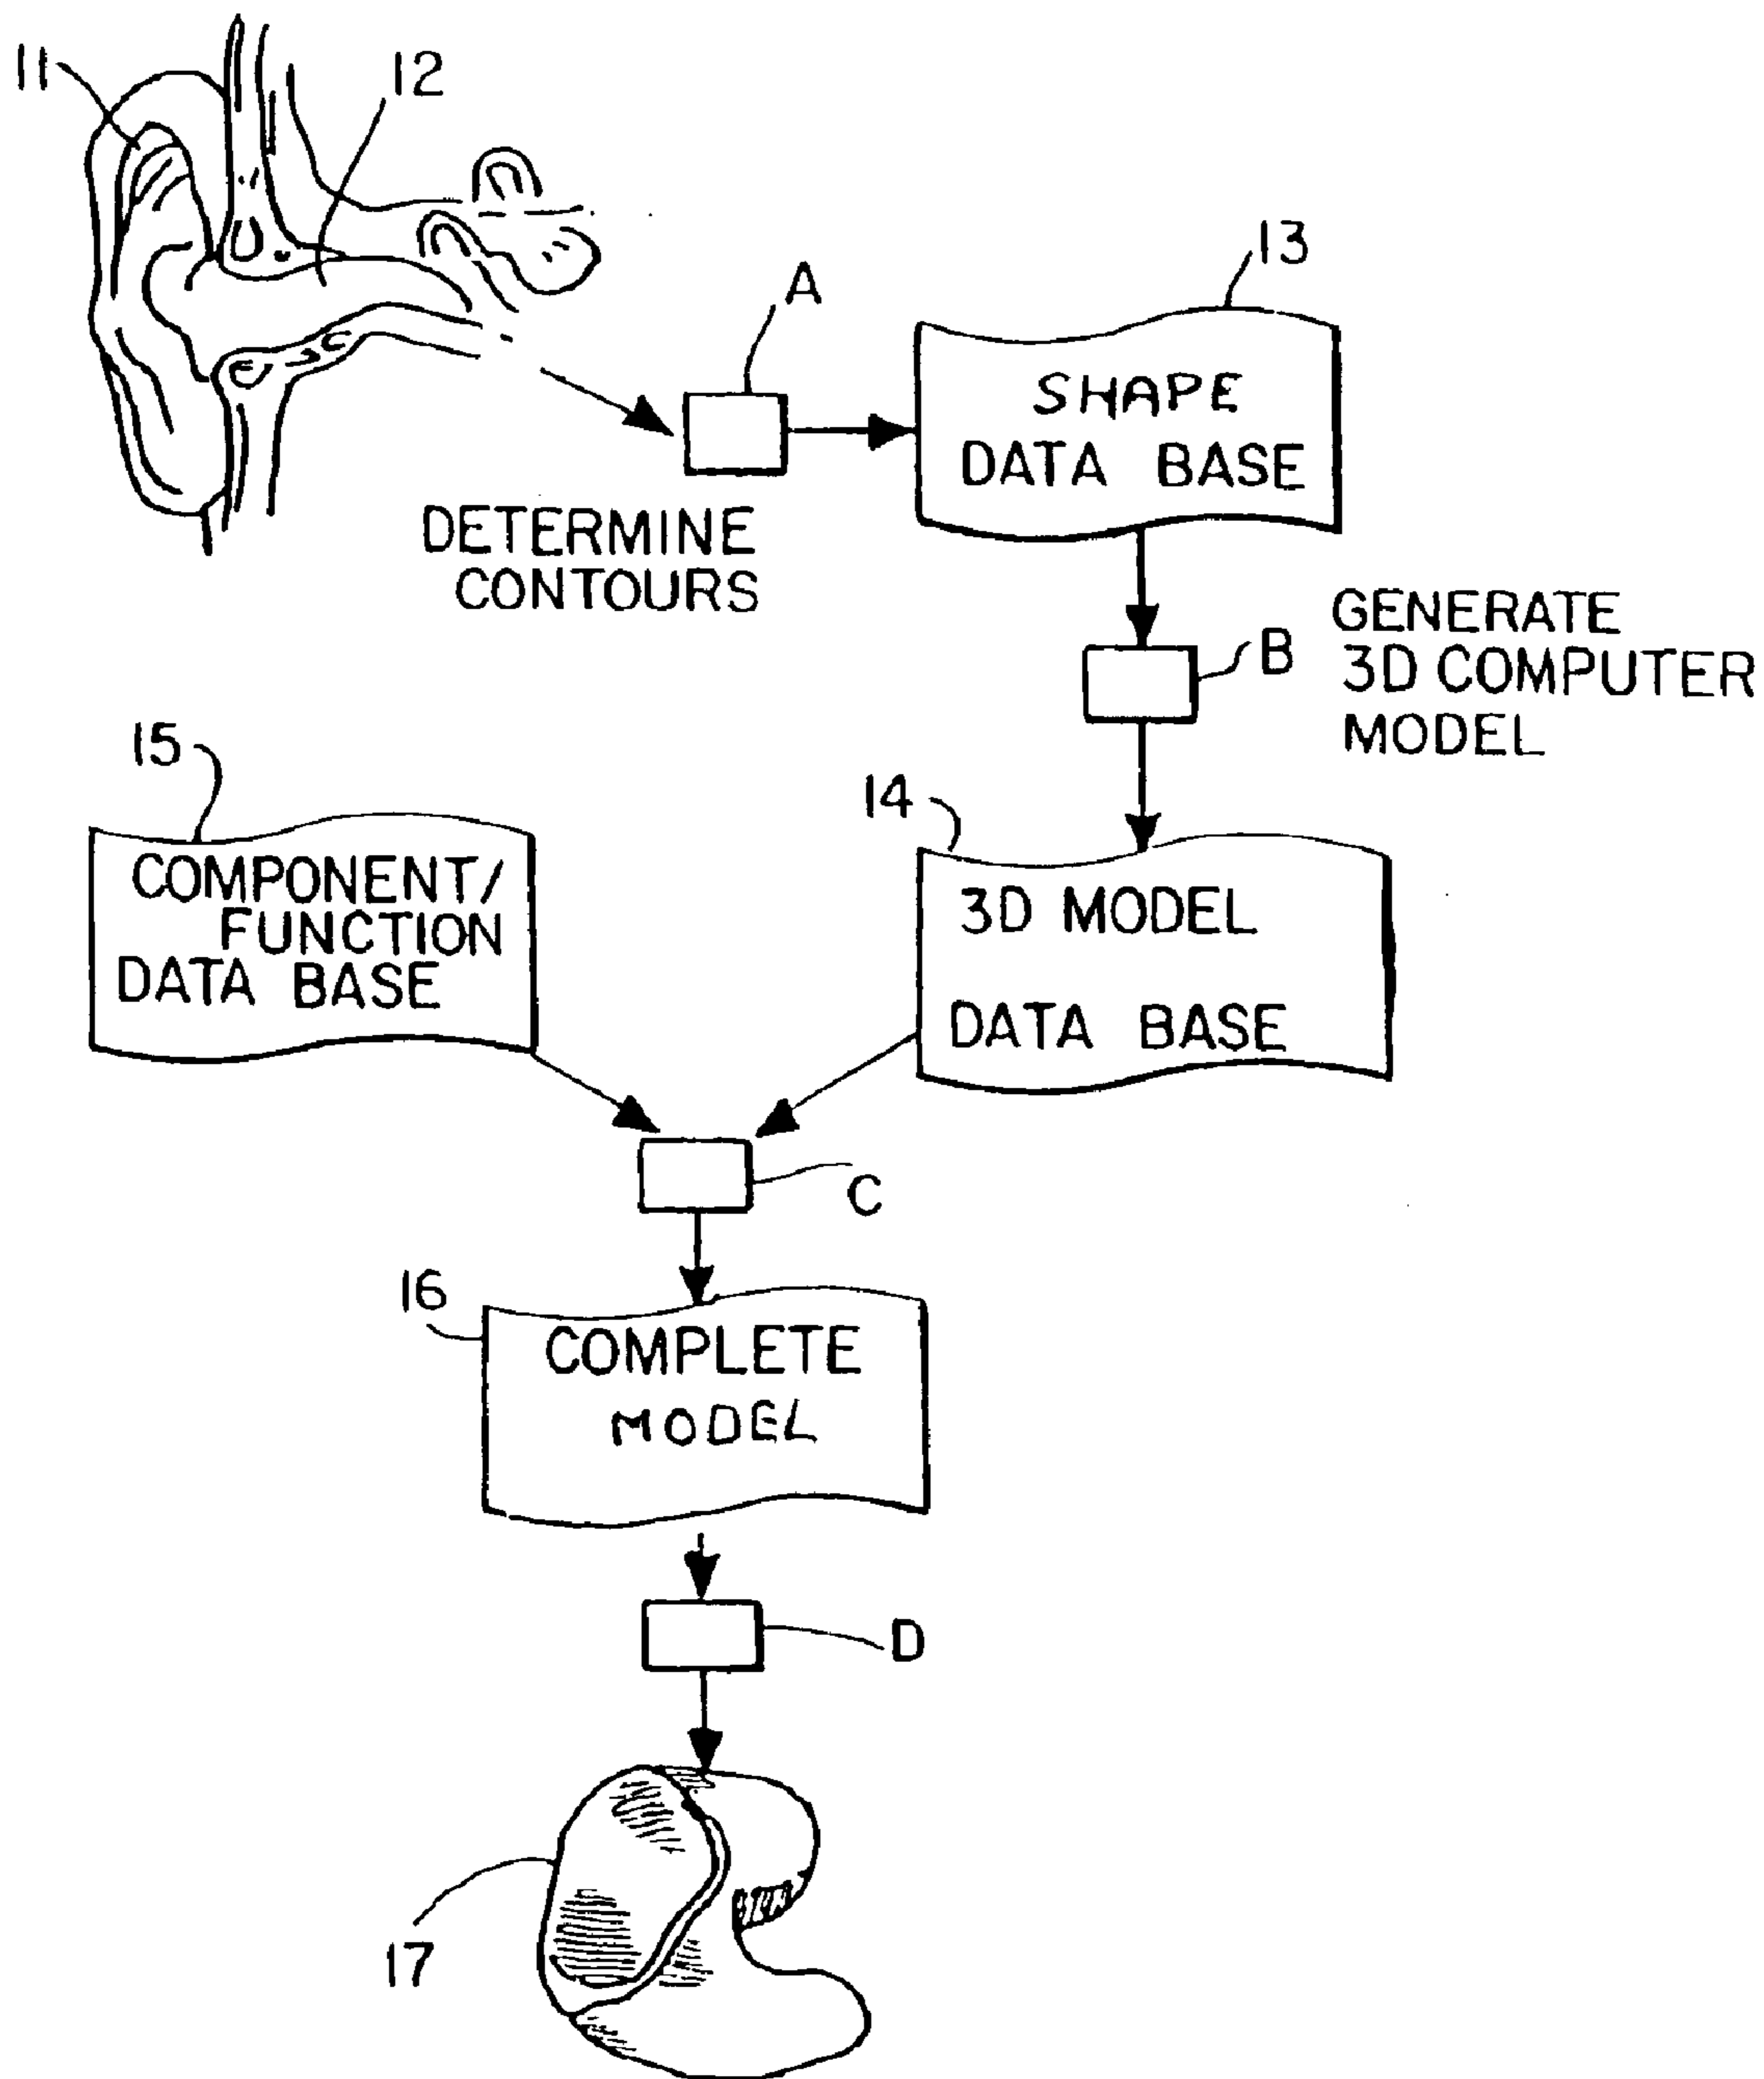 11
12
A
13
SHAPE
DATA BASE
DETERMINE
CONTOURS
B
GENERATE
3D COMPUTER
MODEL
15
14
COMPONENT/
FUNCTION
DATA BASE
3D MODEL
DATA BASE
C
16
COMPLETE
MODEL
D
17